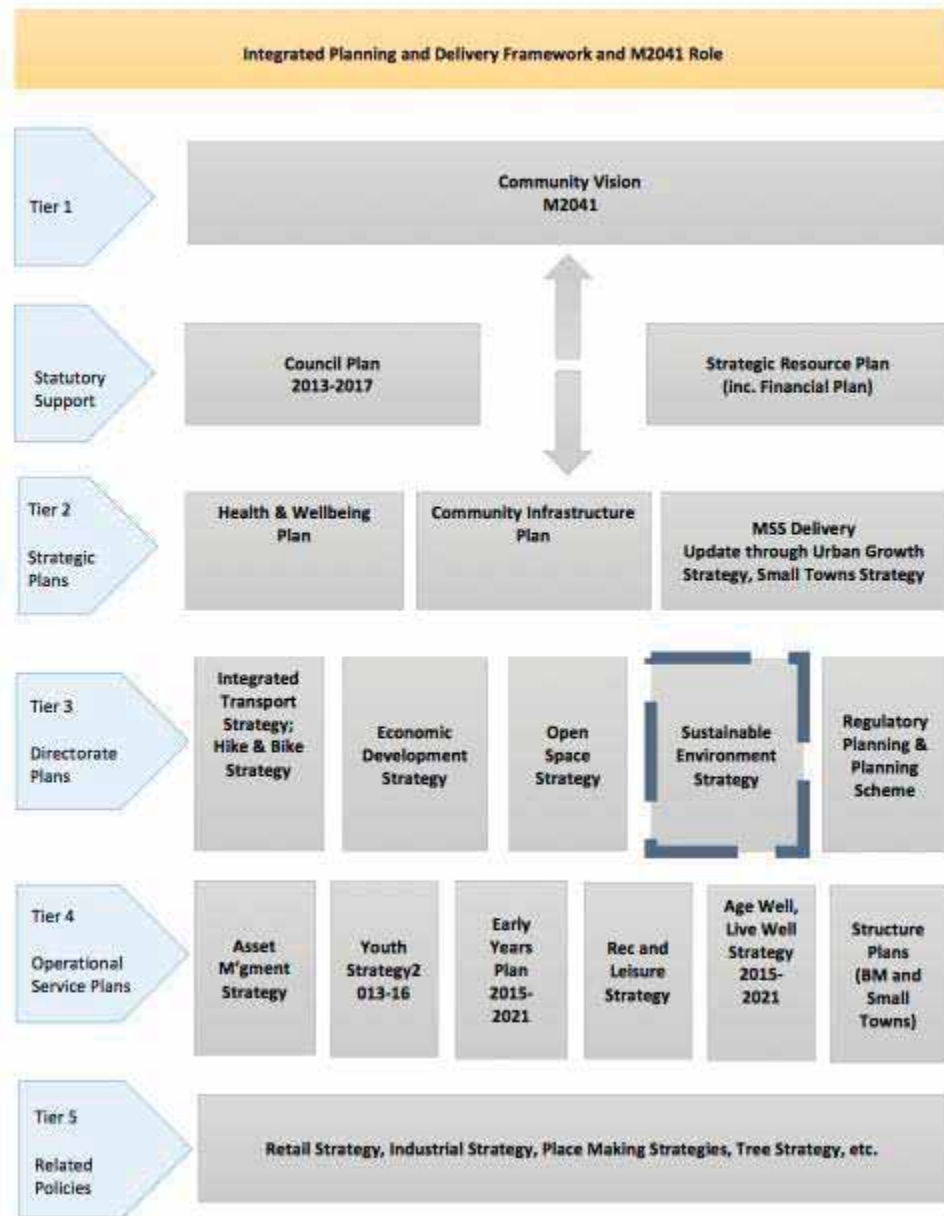 Integrated Planning and Delivery Framework and M2041 Role
Tier 1
Community Vision
M2041
Statutory
Support
Council Plan
2013-2017
Strategic Resource Plan
(inc. Financial Plan)
Tier 2
Strategic
Plans
Health & Wellbeing
Plan
Community Infrastructure
Plan
MSS Delivery
Update through Urban Growth
Strategy, Small Towns Strategy
Tier 3
Directorate
Plans
Integrated
Transport
Strategy;
Hike & Bike
Strategy
Economic
Development
Strategy
Open
Space
Strategy
Sustainable
Environment
Strategy
Regulatory
Planning &
Planning
Scheme
Tier 4
Operational
Service Plans
Asset
M'gment
Strategy
Youth
Strategy2
013-16
Early
Years
Plan
2015-
2021
Rec and
Leisure
Strategy
Age Well,
Live Well
Strategy
2015-
2021
Structure
Plans
(BM and
Small
Towns)
Tier 5
Related
Policies
Retail Strategy, Industrial Strategy, Place Making Strategies, Tree Strategy, etc.